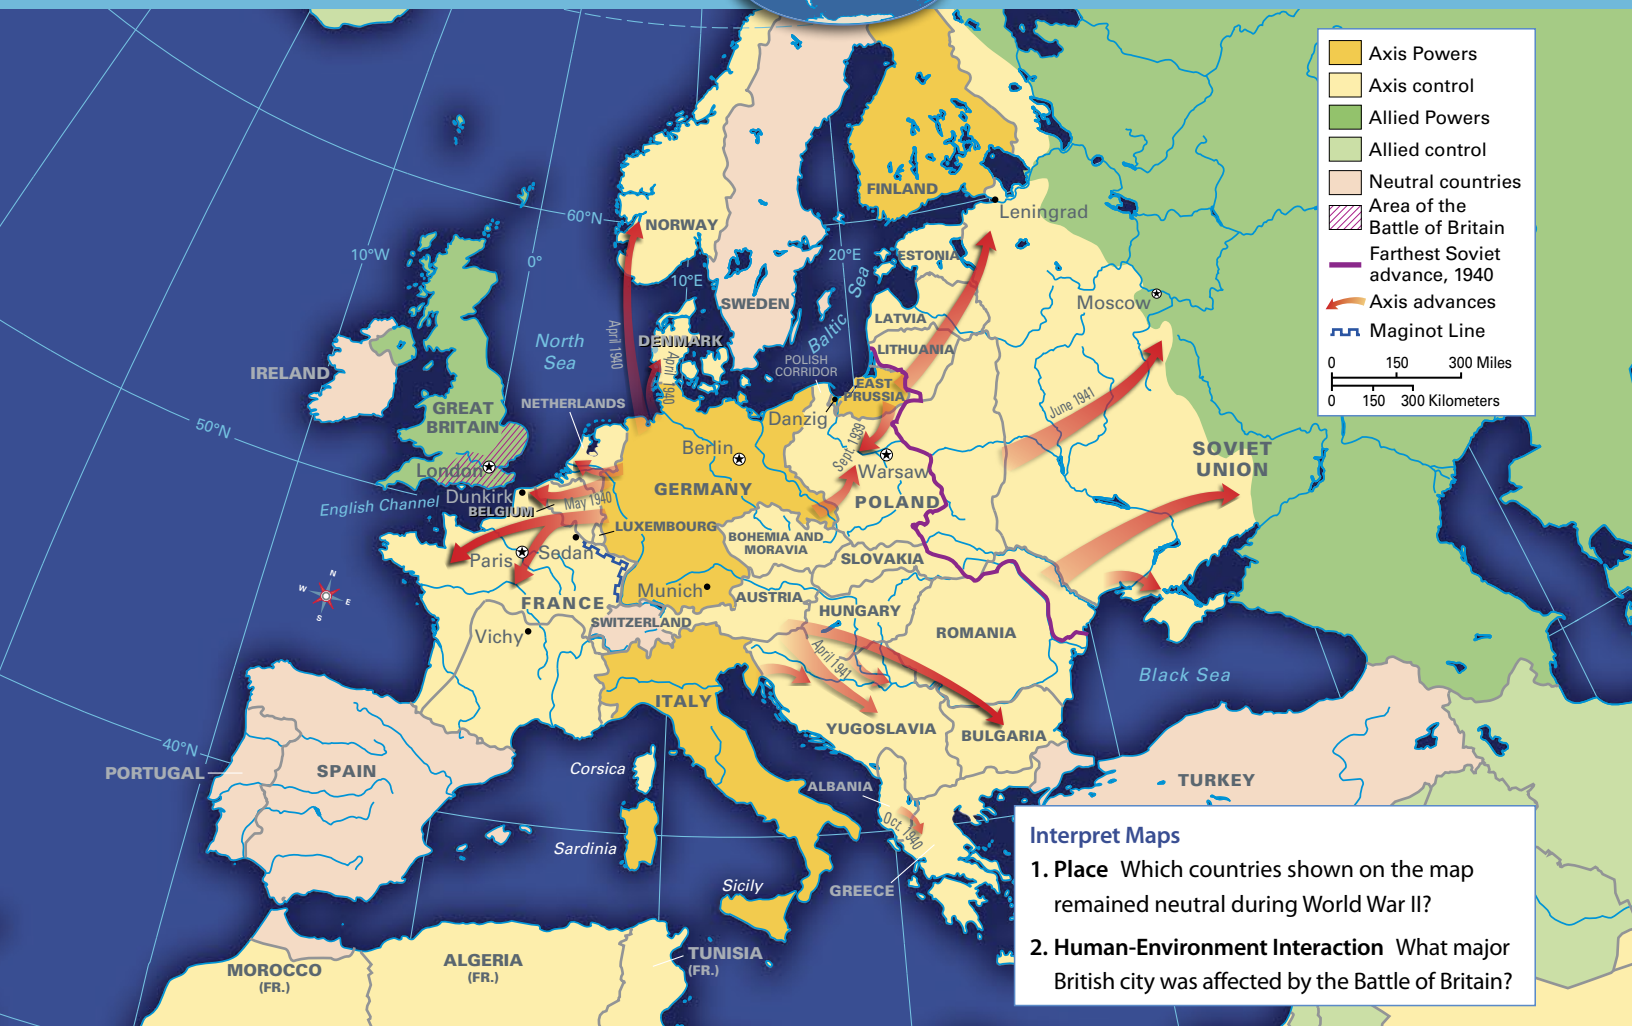 Axis Powers
Axis control
Allied Powers
Allied control
Neutral countries
Area of the
Battle of Britain
Farthest Soviet
advance, 1940
Axis advances
Maginot Line
0 150 300 Miles
0 150 300 Kilometers
60°N
10°W
0°
10°E
20°E
50°N
40°N
FINLAND
Leningrad
NORWAY
ESTONIA
SWEDEN
Baltic Sea
Moscow
LATVIA
LITHUANIA
North
Sea
April 1940
DENMARK
April 1940
POLISH
CORRIDOR
EAST
PRUSSIA
IRELAND
GREAT
BRITAIN
NETHERLANDS
Danzig
Sept. 1939
June 1941
Berlin
Warsaw
SOVIET
UNION
London
English Channel
Dunkirk
BELGIUM
May 1940
GERMANY
POLAND
LUXEMBOURG
BOHEMIA AND
MORAVIA
SLOVAKIA
Paris
Sedan
N
W
E
S
Munich
AUSTRIA
FRANCE
HUNGARY
SWITZERLAND
Vichy
ROMANIA
April 1941
Black Sea
ITALY
YUGOSLAVIA
BULGARIA
PORTUGAL
SPAIN
Corsica
ALBANIA
TURKEY
Oct. 1940
Sardinia
Sicily
GREECE
MOROCCO
(FR.)
ALGERIA
(FR.)
TUNISIA
(FR.)
Interpret Maps
1. Place Which countries shown on the map
remained neutral during World War II?
2. Human-Environment Interaction What major
British city was affected by the Battle of Britain?